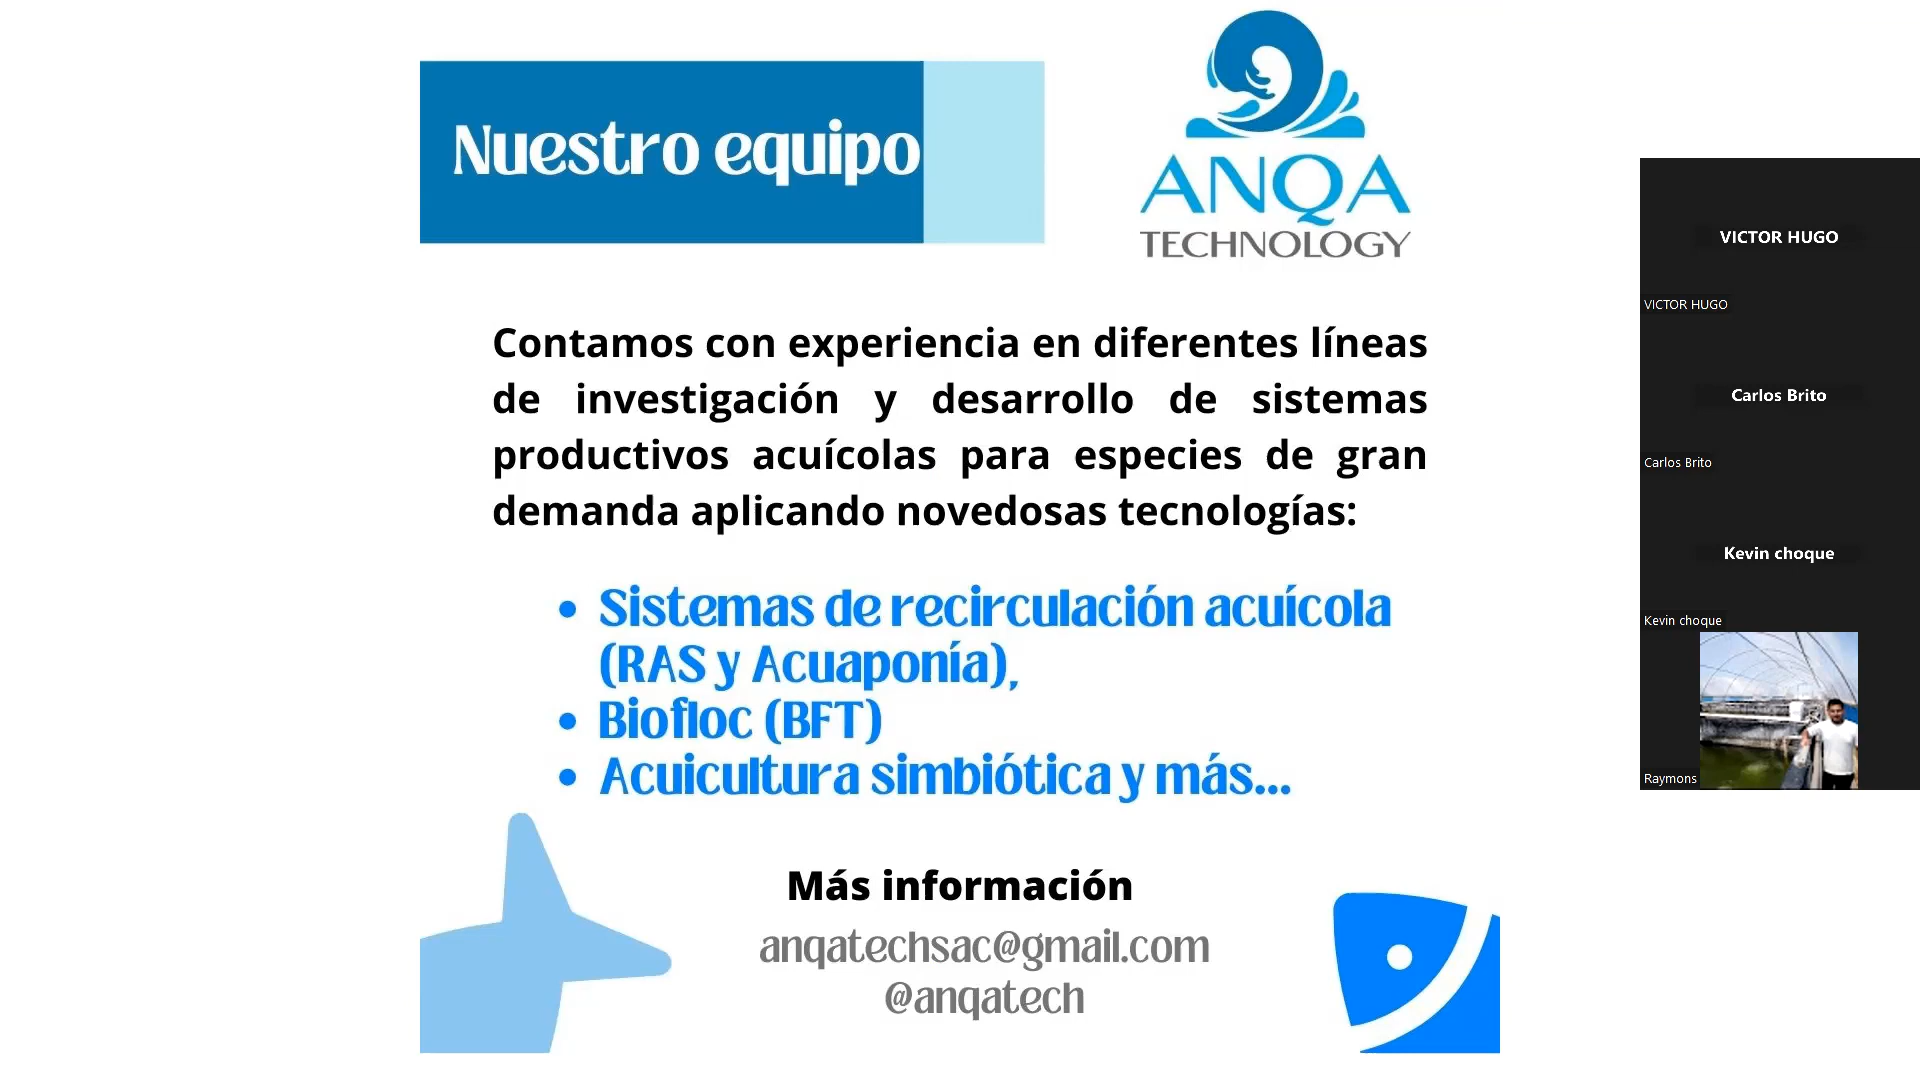 Nuestro equipo
ANQA
TECHNOLOGY
Contamos con experiencia en diferentes líneas
de investigación y desarrollo de sistemas
productivos acuícolas para especies de gran
demanda aplicando novedosas tecnologías:
• Sistemas de recirculación acuícola
(RAS y Acuaponía),
• Biofloc (BFT)
• Acuicultura simbiótica y más...
Más información
anqatechsac@gmail.com
@anqatech
VICTOR HUGO
VICTOR HUGO
Carlos Brito
Carlos Brito
Kevin choque
Kevin choque
Raymons